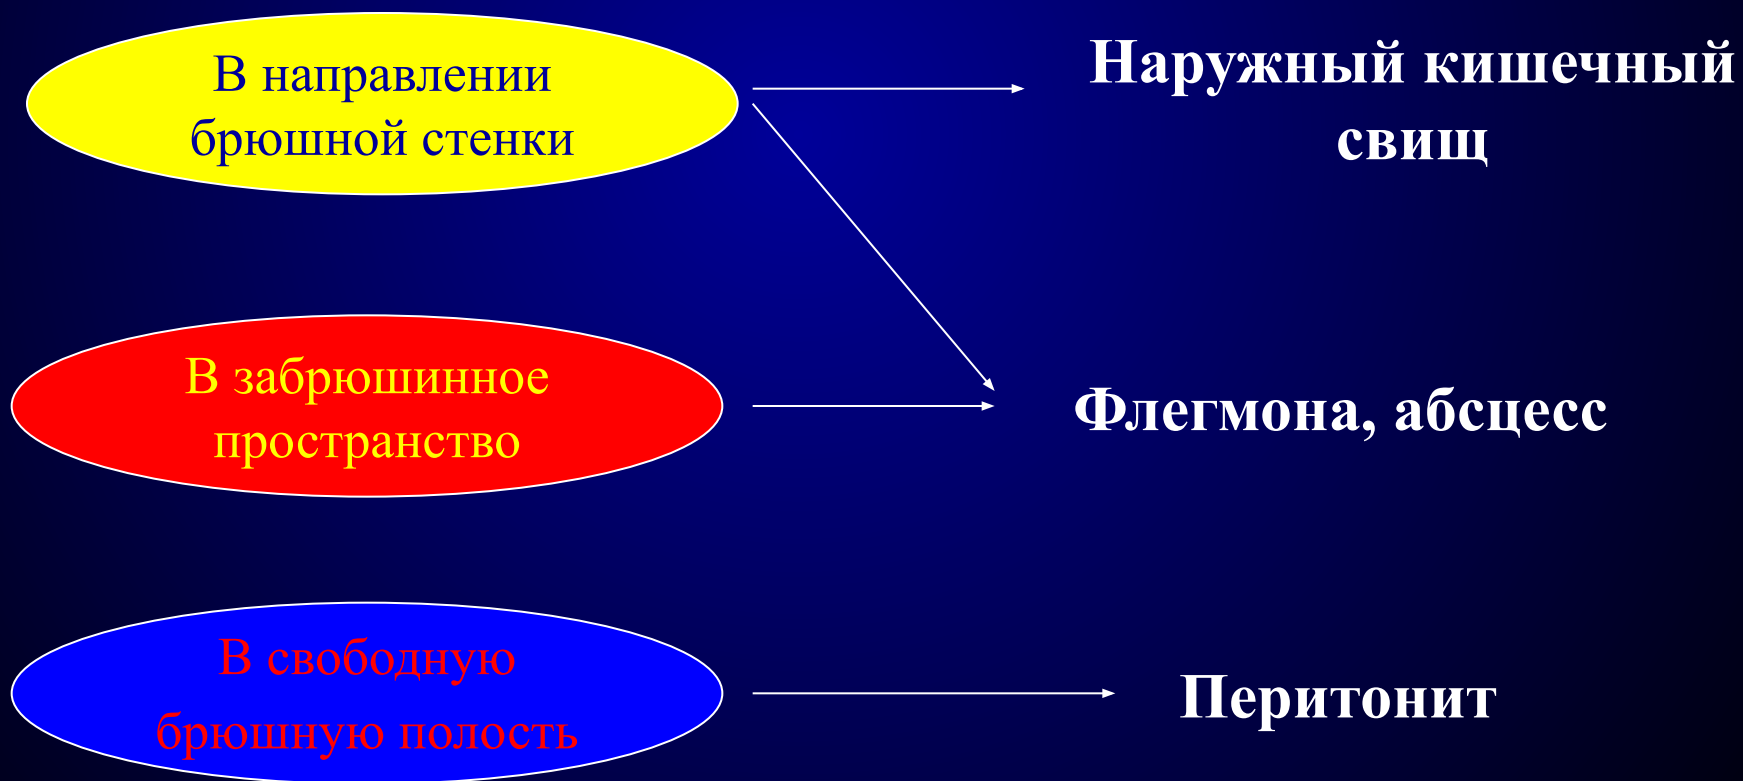 В направлении
брюшной стенки
Наружный кишечный
свищ
В забрюшинное
пространство
Флегмона, абсцесс
В свободную
брюшную полость
Перитонит